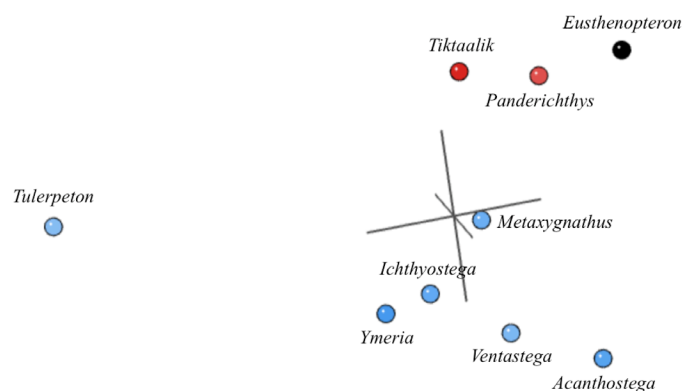 Eusthenopteron
Tiktaalik
Panderichthys
Tulerpeton
Metaxygnathus
Ichthyostega
Ymeria
Ventastega
Acanthostega